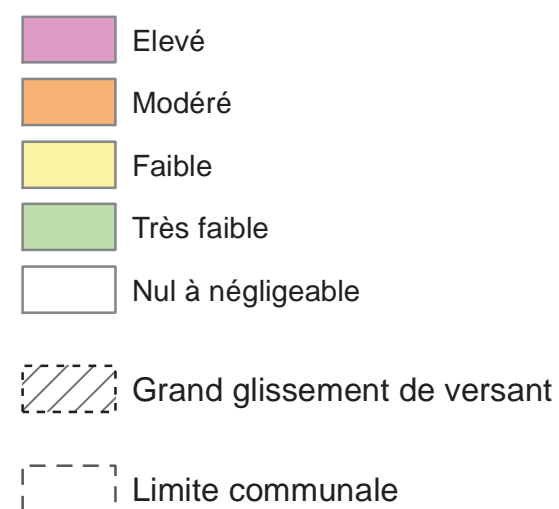 Elevé
Modéré
Faible
Très faible
Nul à négligeable
Grand glissement de versant
Limite communale